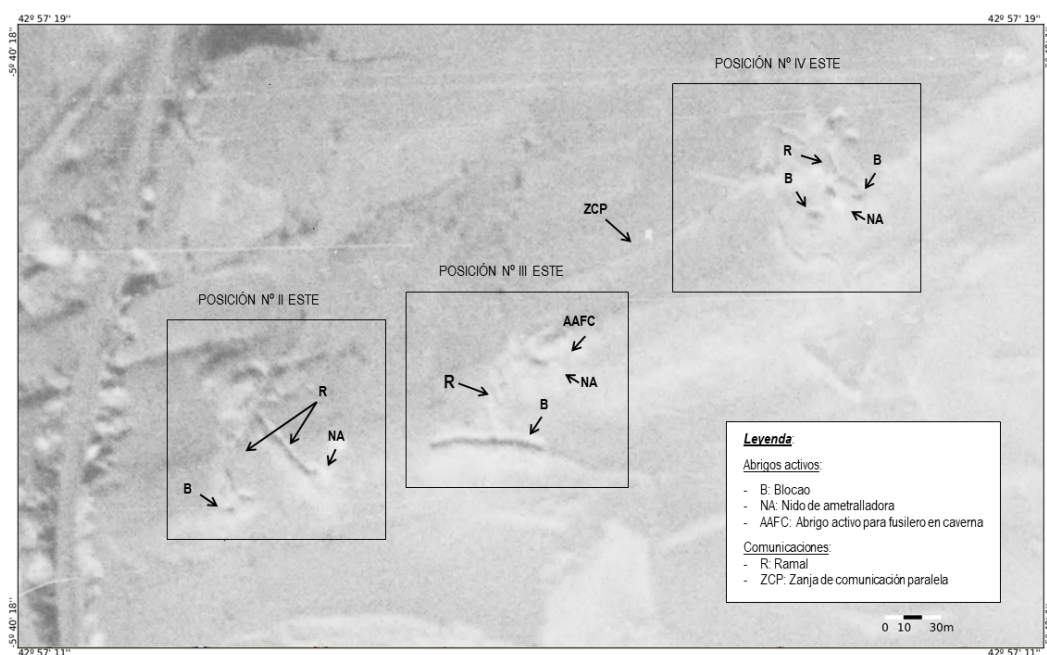 42º 57' 19''
42º 57' 19''
-5º 40' 18''
POSICIÓN Nº IV ESTE
R
B
B
NA
ZCP
POSICIÓN Nº III ESTE
AAFC
NA
R
B
POSICIÓN Nº II ESTE
R
NA
B
Leyenda:
Abrigos activos:
- B: Blocao
- NA: Nido de ametralladora
- AAFC: Abrigo activo para fusilero en caverna
Comunicaciones:
- R: Ramal
- ZCP: Zanja de comunicación paralela
0 10 30m
-5º 40' 18''
42º 57' 11''
42º 57' 11''